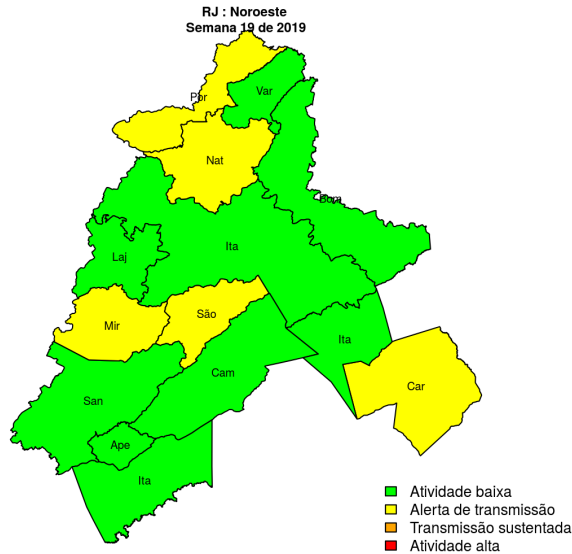 RJ : Noroeste
Semana 19 de 2019
Por
Var
Nat
Bom
Ita
Laj
São
Mir
Ita
Cam
Car
San
Ape
Ita
Atividade baixa
Alerta de transmissão
Transmissão sustentada
Atividade alta